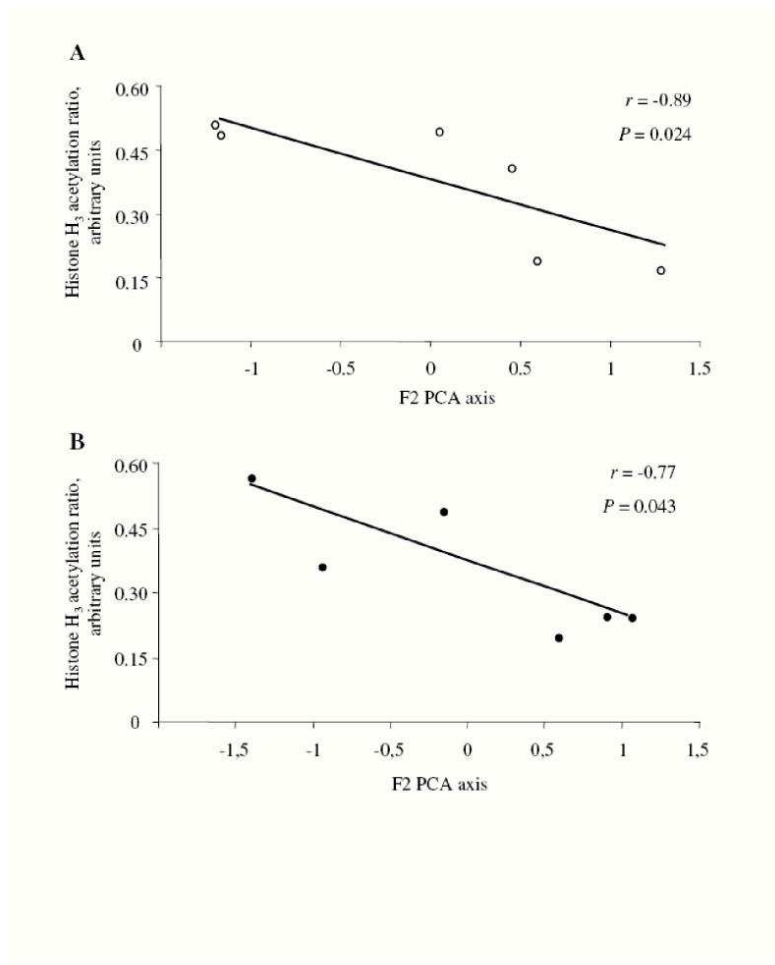 A
Histone H₃ acetylation ratio,
arbitrary units
0.60
0.45
0.30
0.15
0
r = -0.89
P = 0.024
-1
-0.5
0
0.5
1
1.5
F2 PCA axis
B
Histone H₃ acetylation ratio,
arbitrary units
0.60
0.45
0.30
0.15
0
r = -0.77
P = 0.043
-1,5
-1
-0,5
0
0,5
1
1,5
F2 PCA axis